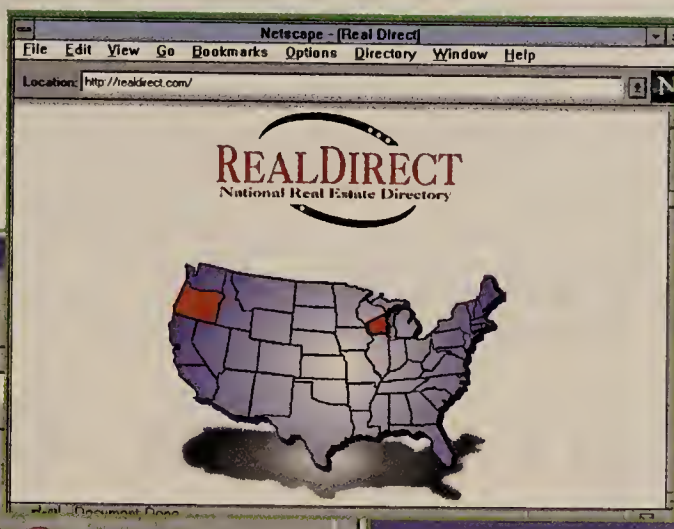 Netscape - [Real Direct]
File Edit View Go Bookmarks Options Directory Window Help
Location: http://realdirect.com/
N
REALDIRECT
National Real Estate Directory
Document Done